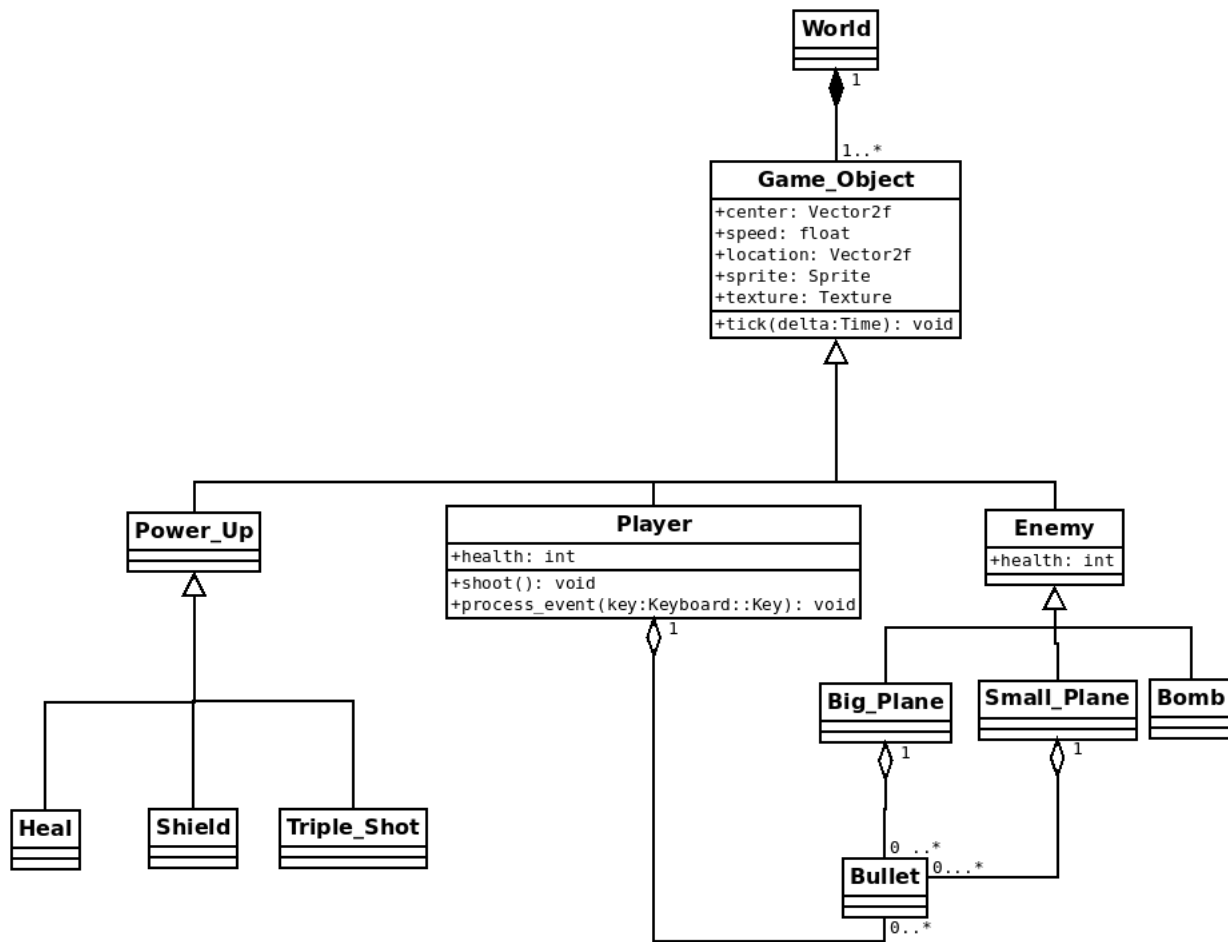 World
1
1..*
Game_Object
+center: Vector2f
+speed: float
+location: Vector2f
+sprite: Sprite
+texture: Texture
+tick(delta:Time): void
Power_Up
Player
+health: int
+shoot(): void
+process_event(key:Keyboard::Key): void
1
Enemy
+health: int
Big_Plane
1
Small_Plane
1
Bomb
Heal
Shield
Triple_Shot
0 ..*
0...*
Bullet
0..*